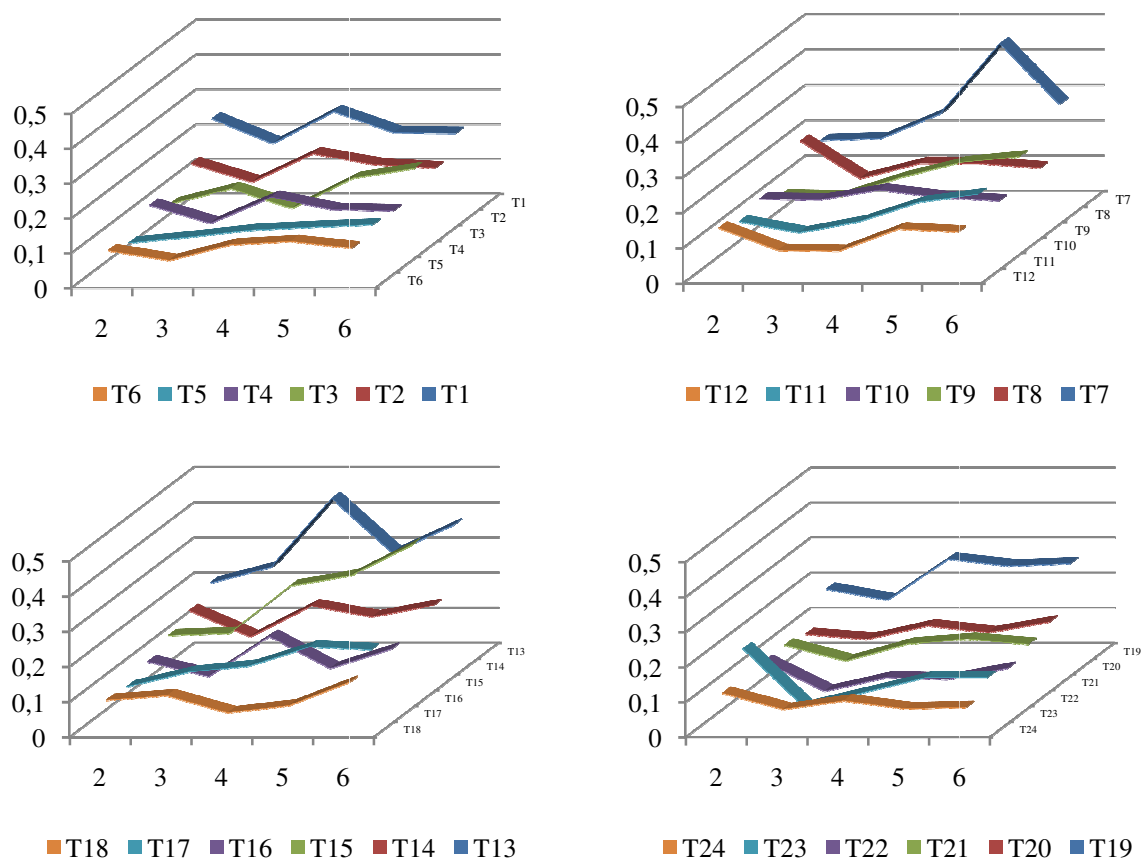 0,5
0,4
0,3
0,2
0,1
0
2 3 4 5 6
T1
T2
T3
T4
T5
T6
T6 T5 T4 T3 T2 T1
0,5
0,4
0,3
0,2
0,1
0
2 3 4 5 6
T7
T8
T9
T10
T11
T12
T12 T11 T10 T9 T8 T7
0,5
0,4
0,3
0,2
0,1
0
2 3 4 5 6
T13
T14
T15
T16
T17
T18
T18 T17 T16 T15 T14 T13
0,5
0,4
0,3
0,2
0,1
0
2 3 4 5 6
T19
T20
T21
T22
T23
T24
T24 T23 T22 T21 T20 T19